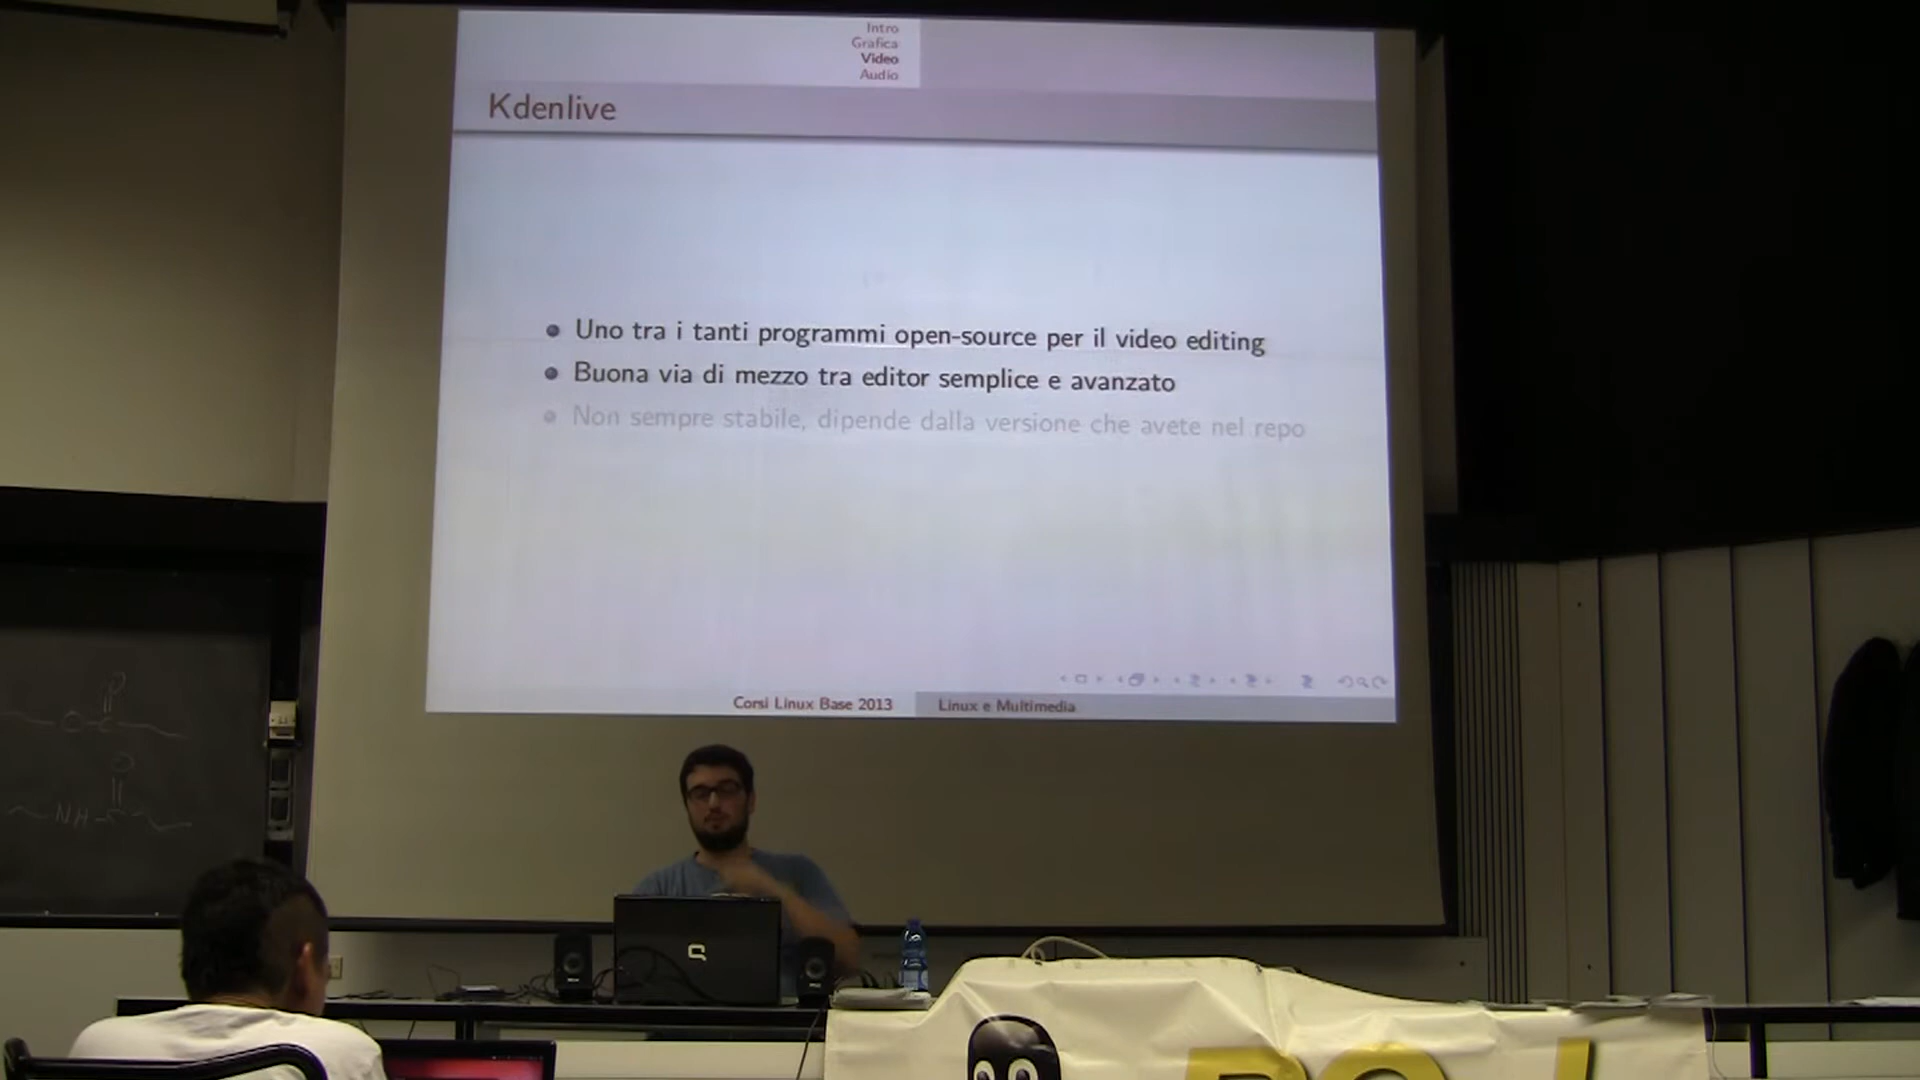 Intro
Grafica
Video
Audio
Kdenlive
Uno tra i tanti programmi open-source per il video editing
Buona via di mezzo tra editor semplice e avanzato
Non sempre stabile, dipende dalla versione che avete nel repo
Corsi Linux Base 2013
Linux e Multimedia
NH